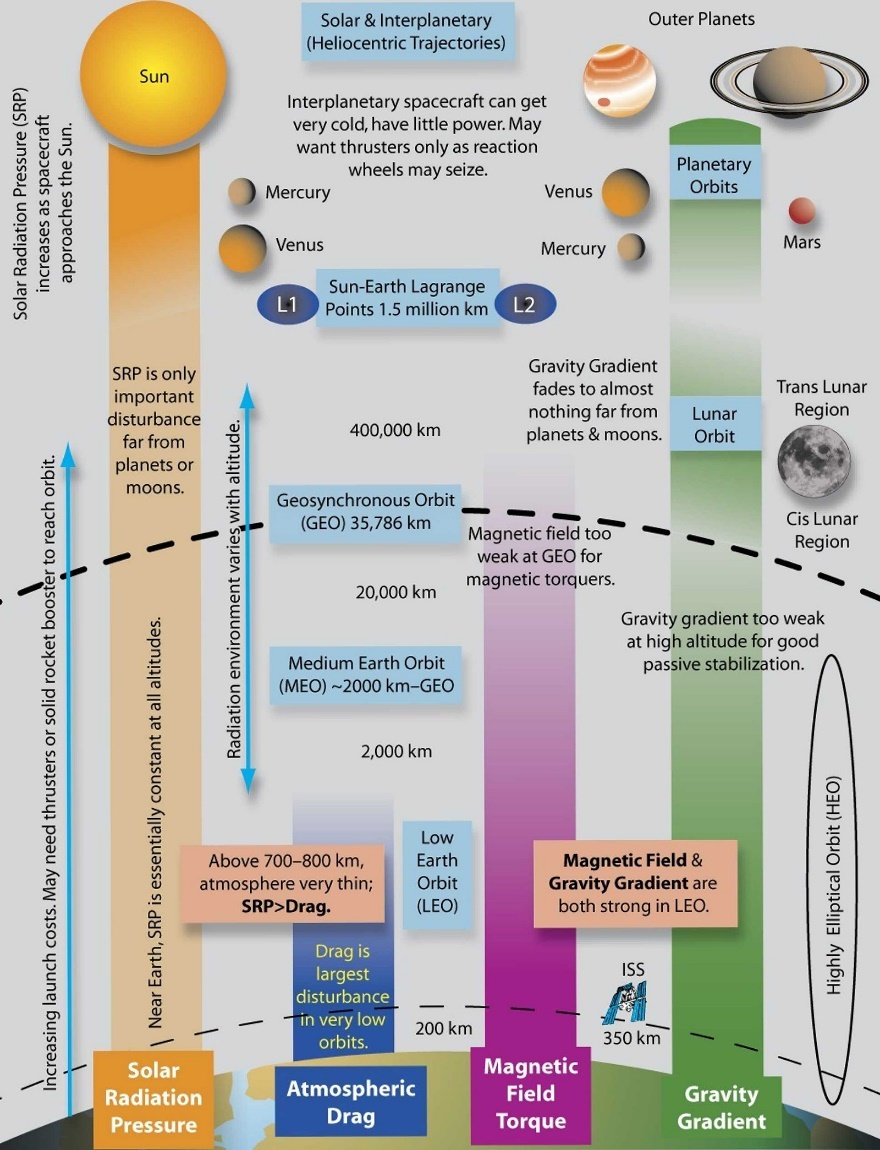 Solar & Interplanetary
(Heliocentric Trajectories)
Outer Planets
Sun
Solar Radiation Pressure (SRP)
increases as spacecraft
approaches the Sun.
Interplanetary spacecraft can get
very cold, have little power. May
want thrusters only as reaction
wheels may seize.
Planetary
Orbits
Mercury
Venus
Venus
Mercury
Mars
L1
Sun-Earth Lagrange
Points 1.5 million km
L2
SRP is only
important
disturbance
far from
planets or
moons.
Gravity Gradient
fades to almost
nothing far from
planets & moons.
Lunar
Orbit
Trans Lunar
Region
Cis Lunar
Region
400,000 km
Geosynchronous Orbit
(GEO) 35,786 km
Magnetic field too
weak at GEO for
magnetic torquers.
20,000 km
Gravity gradient too weak
at high altitude for good
passive stabilization.
Medium Earth Orbit
(MEO) ~2000 km–GEO
2,000 km
Increasing launch costs. May need thrusters or solid rocket booster to reach orbit.
Near Earth, SRP is essentially constant at all altitudes.
Radiation environment varies with altitude.
Highly Elliptical Orbit (HEO)
Above 700–800 km,
atmosphere very thin;
SRP>Drag.
Low
Earth
Orbit
(LEO)
Magnetic Field &
Gravity Gradient are
both strong in LEO.
Drag is
largest
disturbance
in very low
orbits.
200 km
ISS
350 km
Solar
Radiation
Pressure
Atmospheric
Drag
Magnetic
Field
Torque
Gravity
Gradient